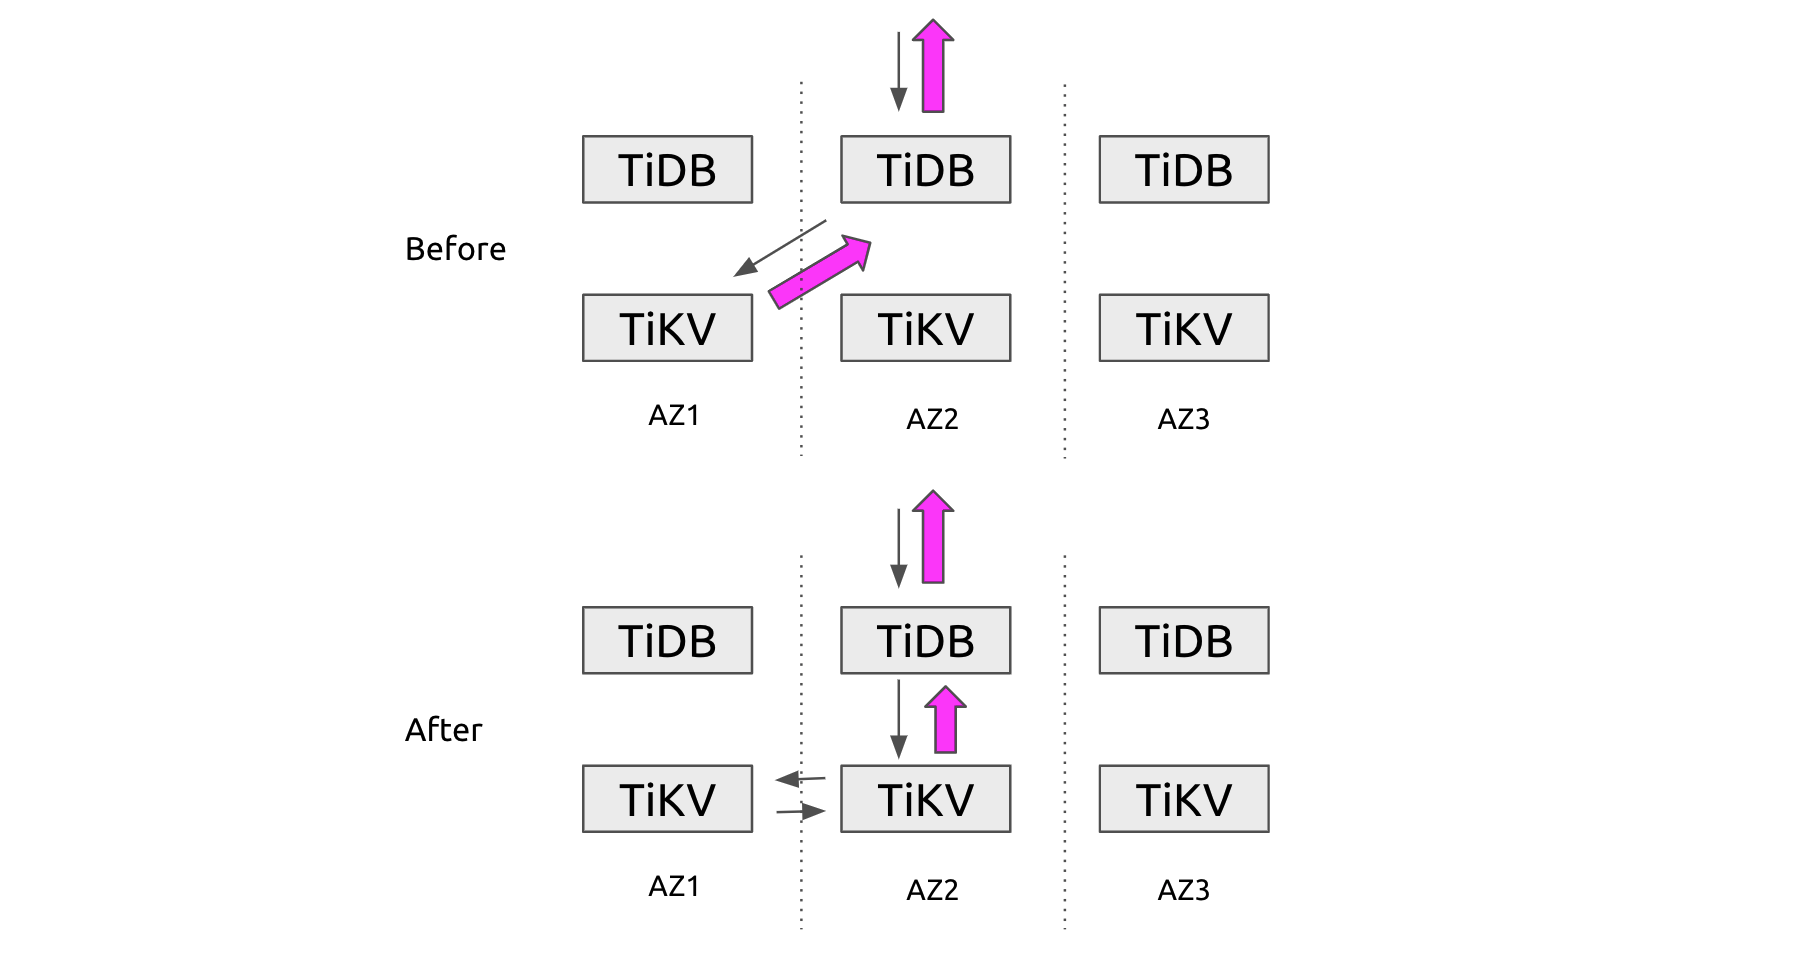 TiDB TiDB TiDB
Before
TiKV TiKV TiKV
AZ1 AZ2 AZ3
TiDB TiDB TiDB
After
TiKV TiKV TiKV
AZ1 AZ2 AZ3